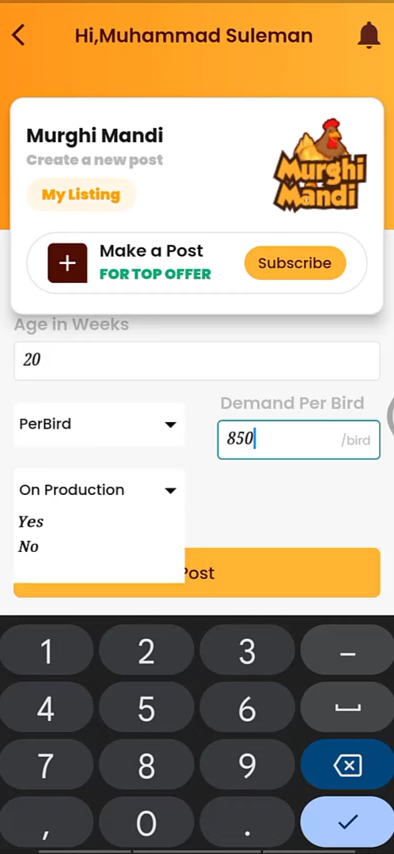 Hi,Muhammad Suleman
Murghi Mandi
Create a new post
My Listing
Murghi
Mandi
Make a Post
FOR TOP OFFER
Subscribe
Age in Weeks
20
Demand Per Bird
PerBird
850 /bird
On Production
Yes
No
Post
1 2 3 –
4 5 6
7 8 9
, 0 .